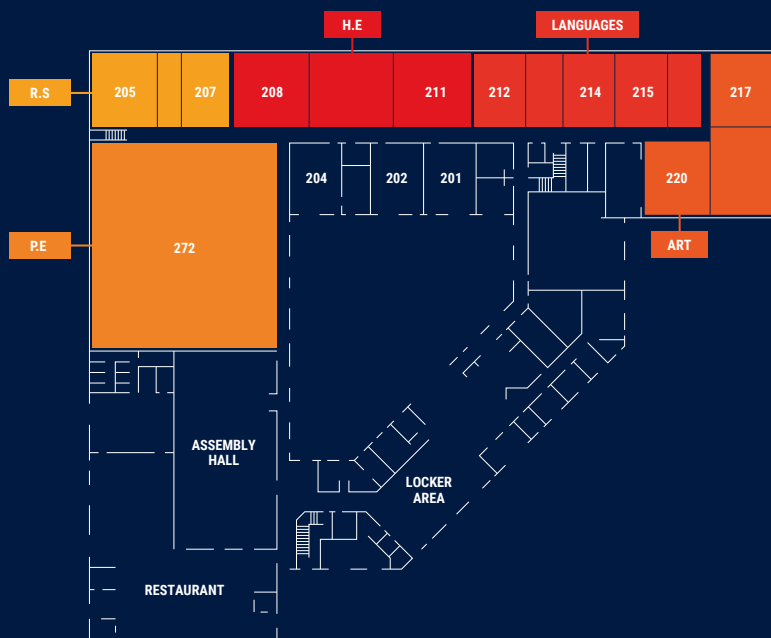 H.E
LANGUAGES
R.S
205
207
208
211
212
214
215
217
204
202
201
220
P.E
272
ART
ASSEMBLY
HALL
LOCKER
AREA
RESTAURANT